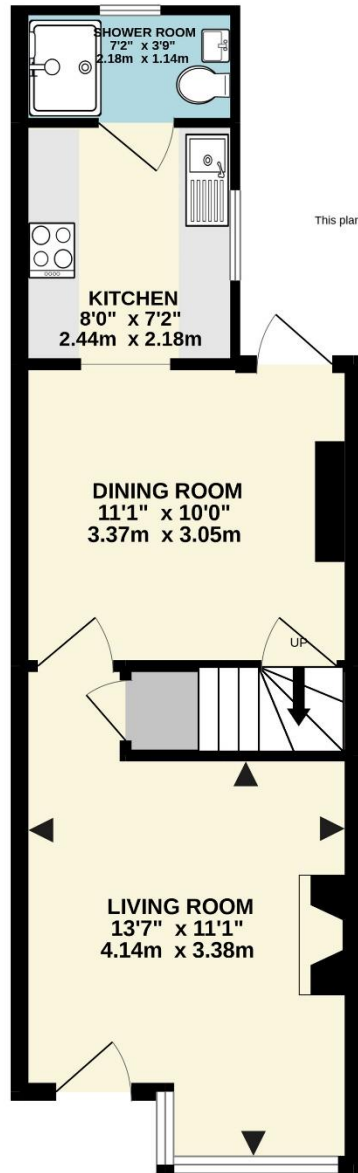 SHOWER ROOM
7'2" x 3'9"
2.18m x 1.14m
This plan
KITCHEN
8'0" x 7'2"
2.44m x 2.18m
DINING ROOM
11'1" x 10'0"
3.37m x 3.05m
UP
LIVING ROOM
13'7" x 11'1"
4.14m x 3.38m